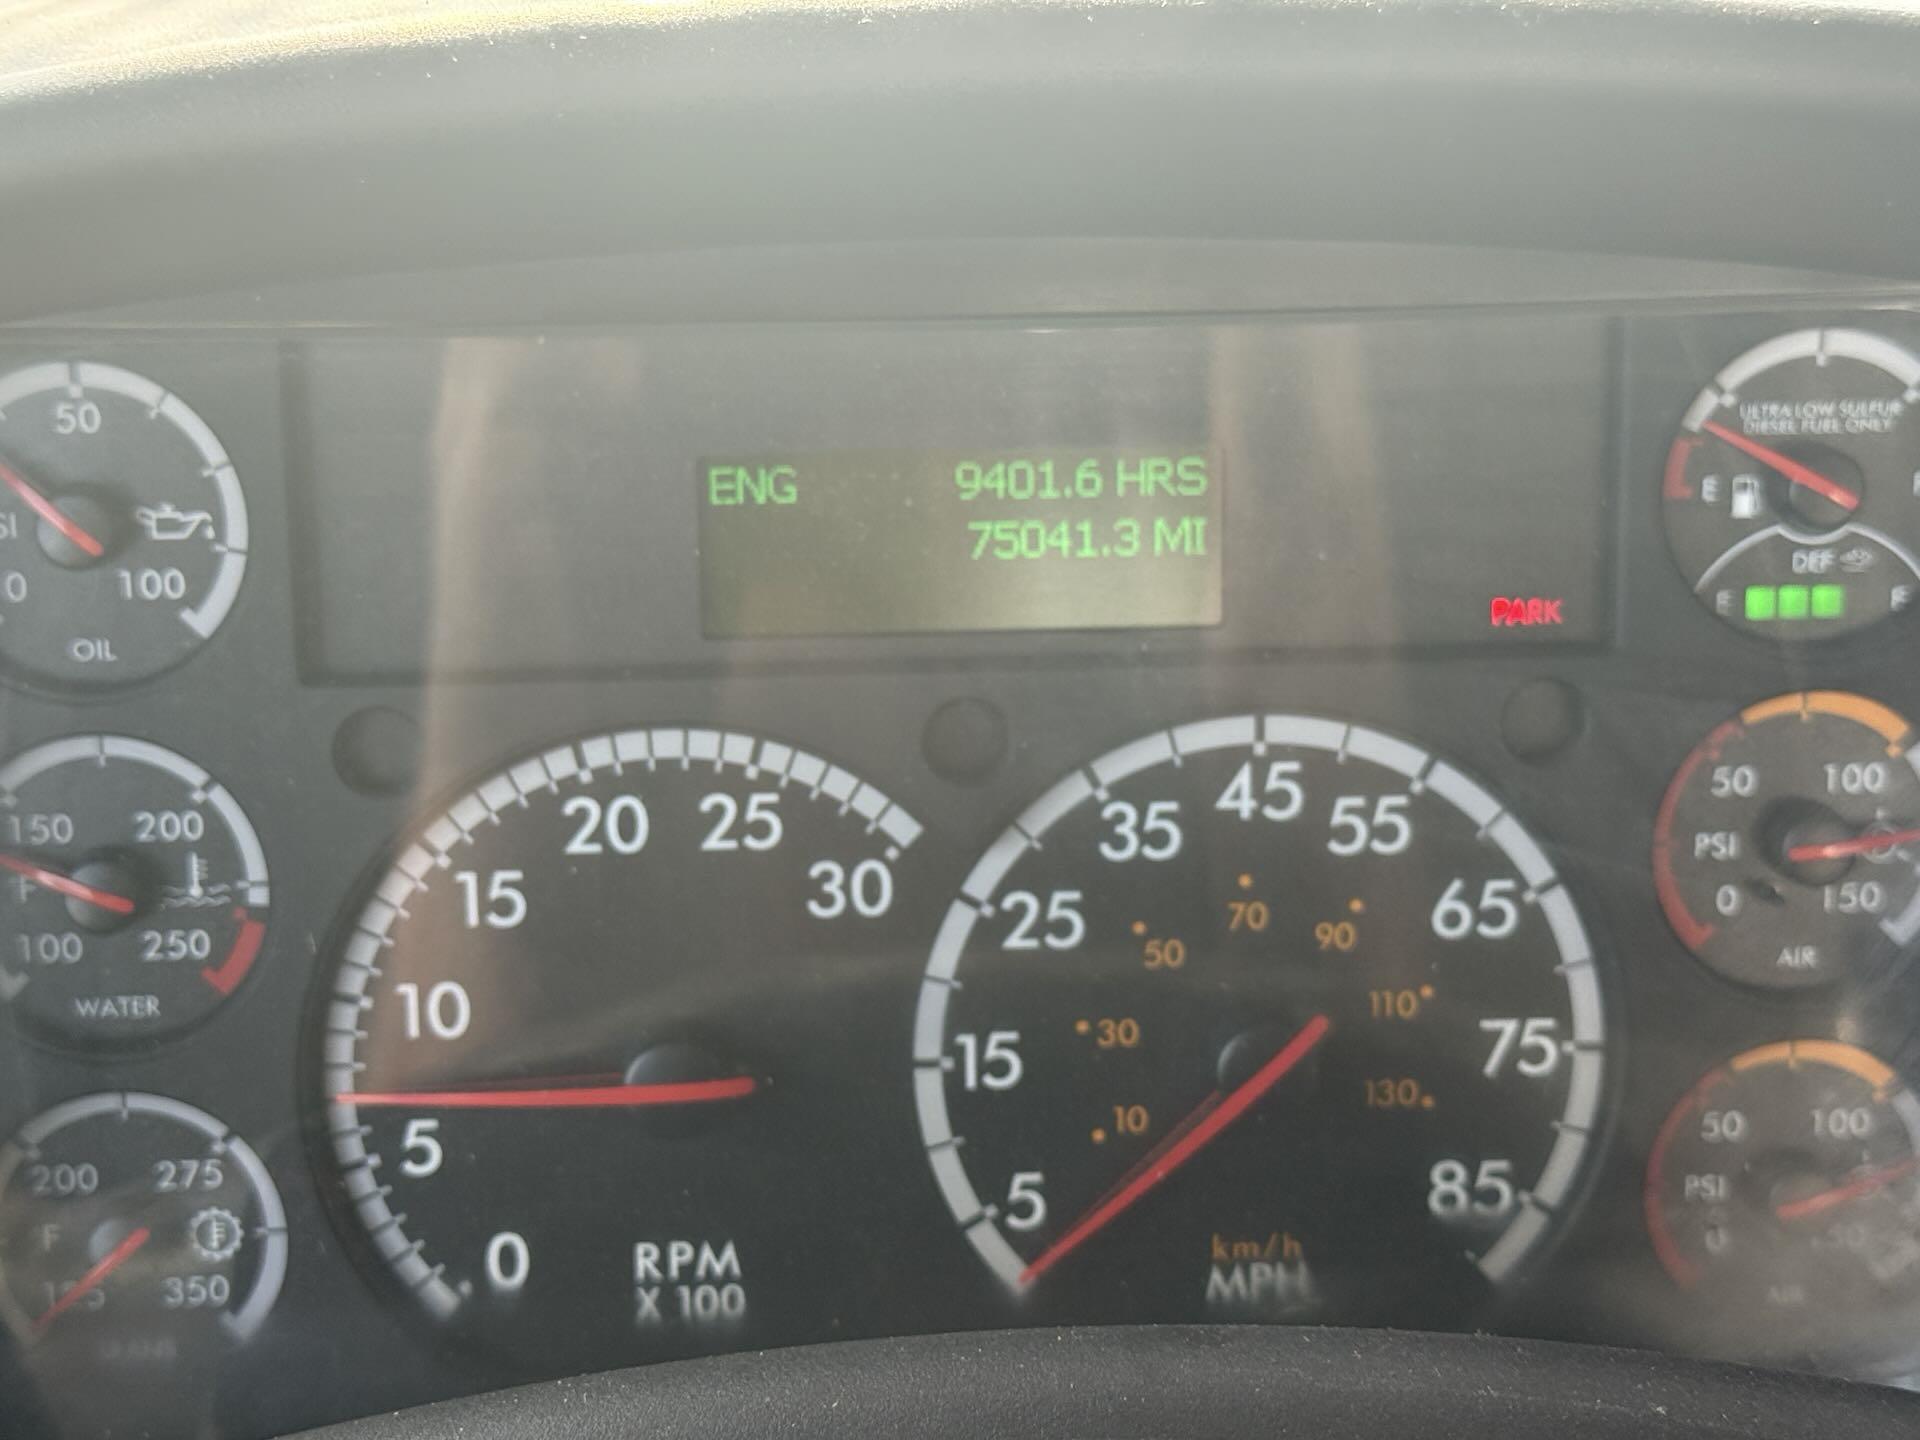 ENG 9401.6 HRS
75041.3 MI
PARK
50
0 100
OIL
150 200
F
100 250
WATER
200 275
F
350
0 5 10 15 20 25 30
RPM
X 100
5 15 25 35 45 55 65 75 85
10 30 50 70 90 110 130
km/h
MPH
ULTRA LOW SULFUR
DIESEL FUEL ONLY
E
DEF
E F
50 100
PSI
0 150
AIR
50 100
PSI
0
AIR